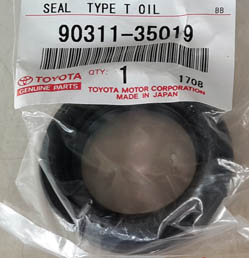 SEAL TYPE T OIL BB
90311-35019
TOYOTA QTY: 1
GENUINE PARTS 1708
TOYOTA MOTOR CORPORATION
MADE IN JAPAN